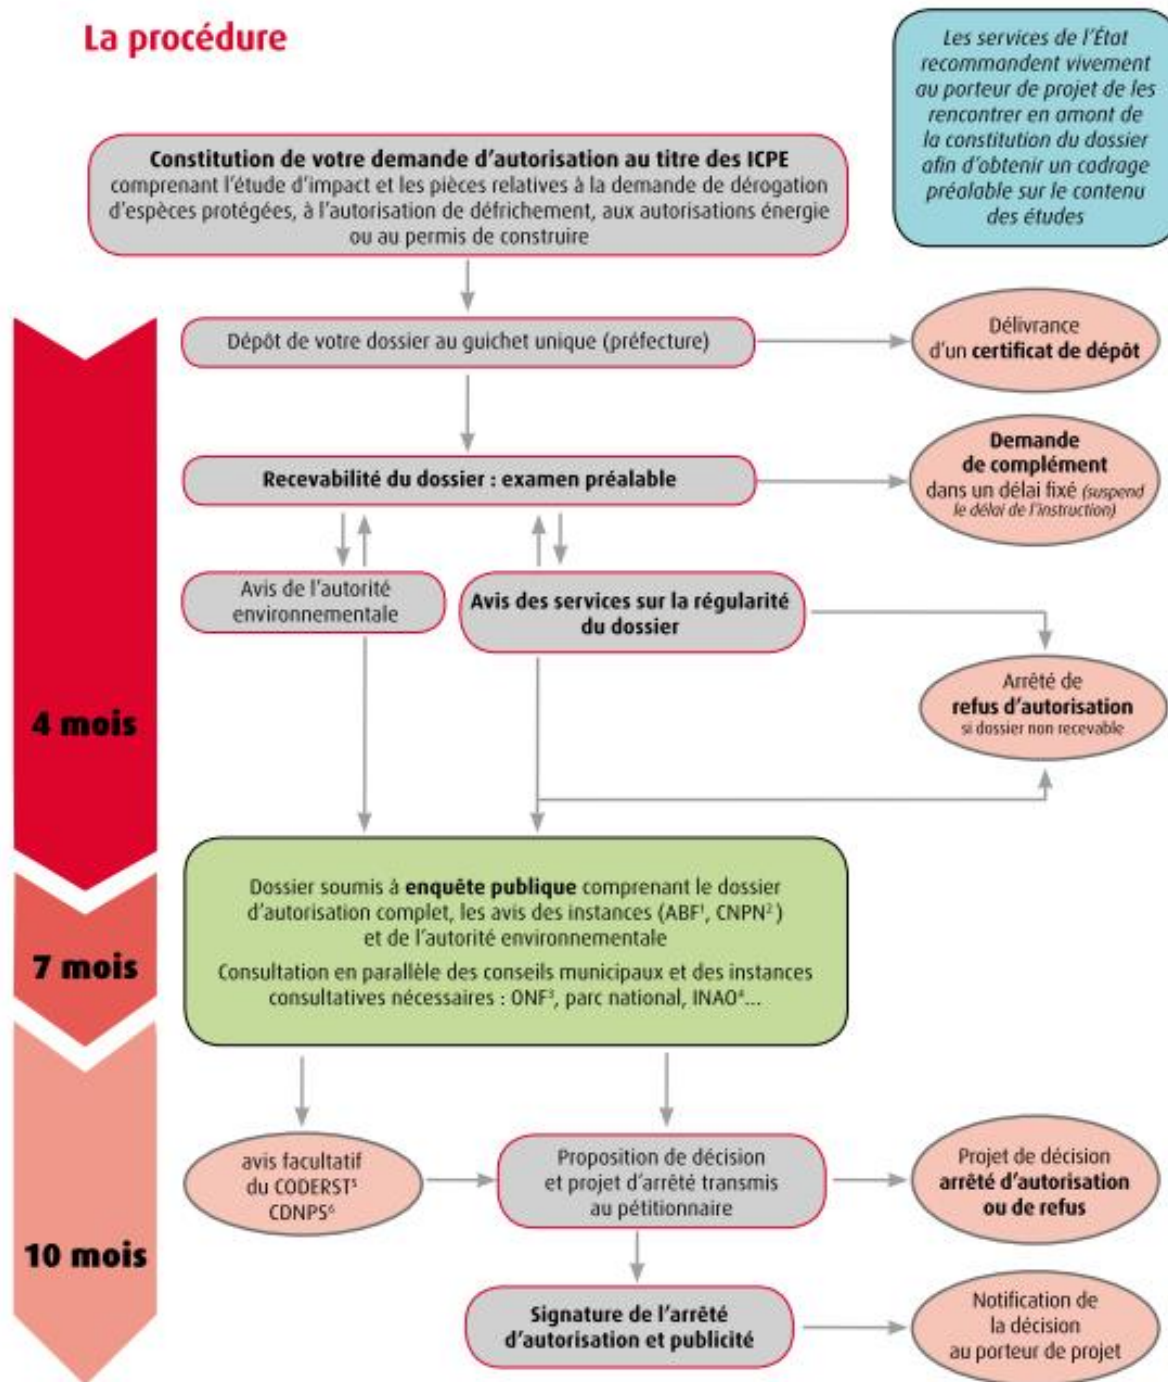 La procédure
Les services de l'État
recommandent vivement
au porteur de projet de les
rencontrer en amont de
la constitution du dossier
afin d'obtenir un cadrage
préalable sur le contenu
des études
Constitution de votre demande d'autorisation au titre des ICPE
comprenant l'étude d'impact et les pièces relatives à la demande de dérogation
d'espèces protégées, à l'autorisation de défrichement, aux autorisations énergie
ou au permis de construire
Dépôt de votre dossier au guichet unique (préfecture)
Délivrance
d'un certificat de dépôt
Recevabilité du dossier : examen préalable
Demande
de complément
dans un délai fixé (suspend
le délai de l'instruction)
Avis de l'autorité
environnementale
Avis des services sur la régularité
du dossier
Arrêté de
refus d'autorisation
si dossier non recevable
4 mois
Dossier soumis à enquête publique comprenant le dossier
d'autorisation complet, les avis des instances (ABF¹, CNPN²)
et de l'autorité environnementale
Consultation en parallèle des conseils municipaux et des instances
consultatives nécessaires : ONF³, parc national, INAO⁴...
7 mois
avis facultatif
du CODERST⁵
CDNPS⁶
Proposition de décision
et projet d'arrêté transmis
au pétitionnaire
Projet de décision
arrêté d'autorisation
ou de refus
10 mois
Signature de l'arrêté
d'autorisation et publicité
Notification de
la décision
au porteur de projet